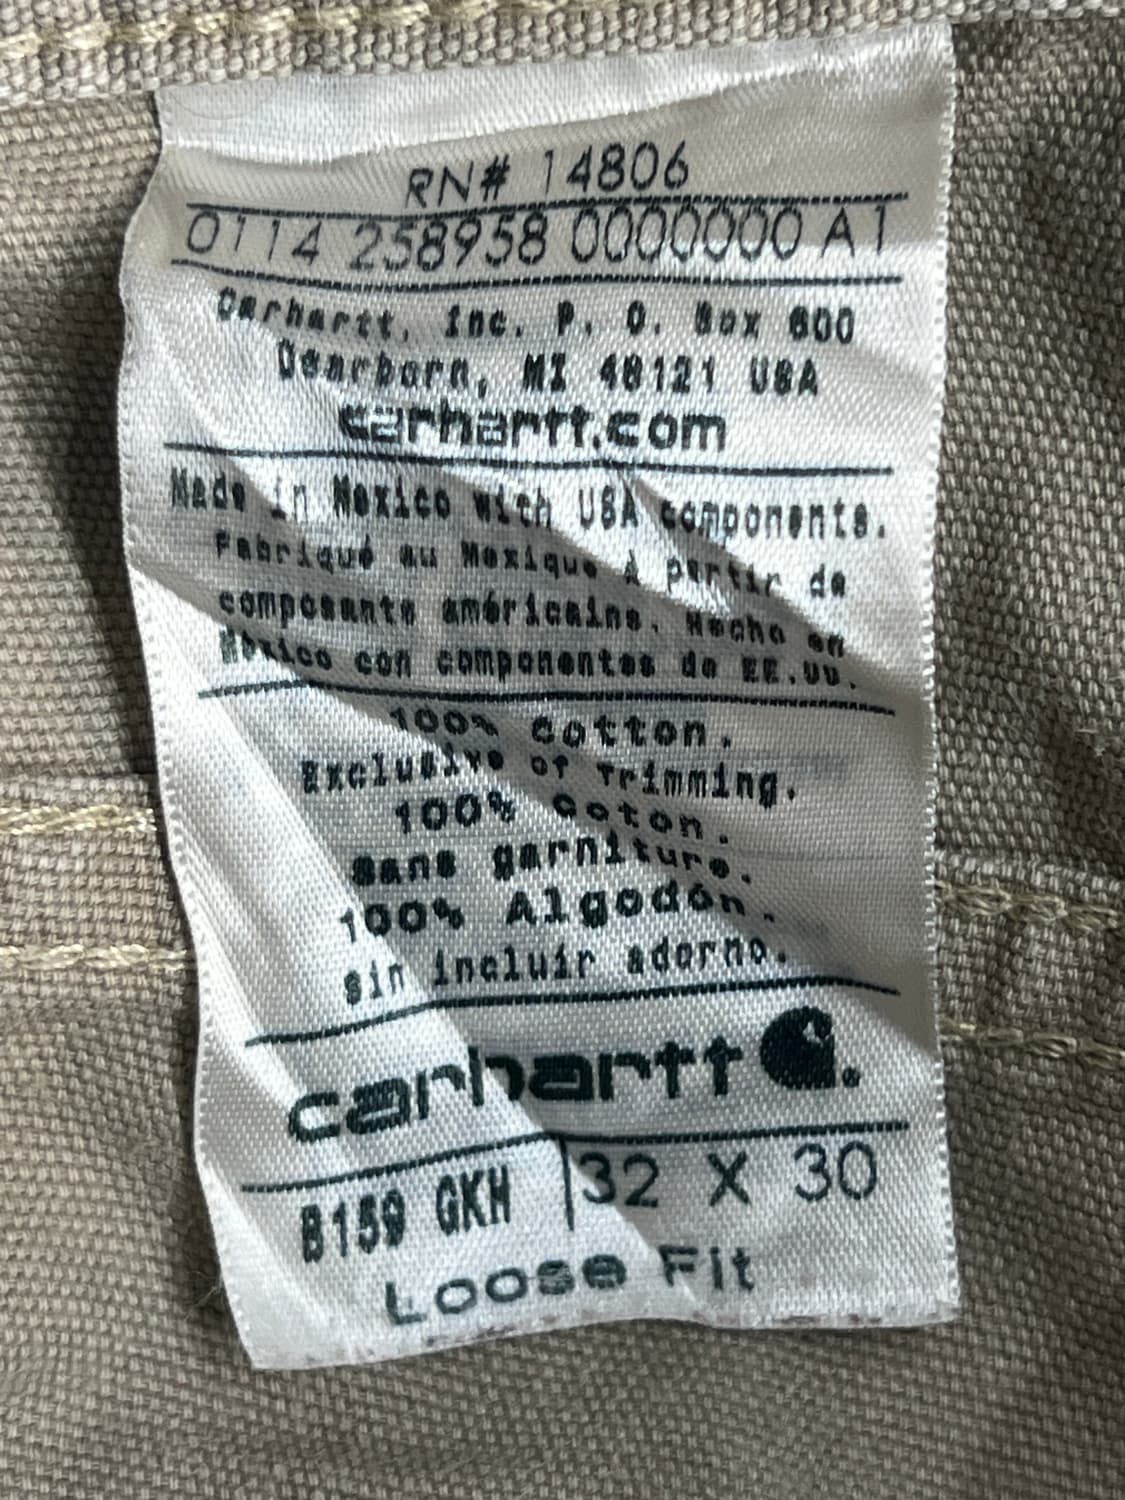 RN# 14806
0114 258958 0000000 A1
Carhartt, Inc. P. O. Box 600
Dearborn, MI 48121 USA
carhartt.com
Made in Mexico with USA components.
Fabriqué au Mexique à partir de
composants américains. Hecho en
México con componentes de EE.UU.
100% Cotton.
Exclusive of Trimming.
100% Coton.
Sans garniture.
100% Algodón.
sin incluir adorno.
carhartt
B159 GKH 32 X 30
Loose Fit